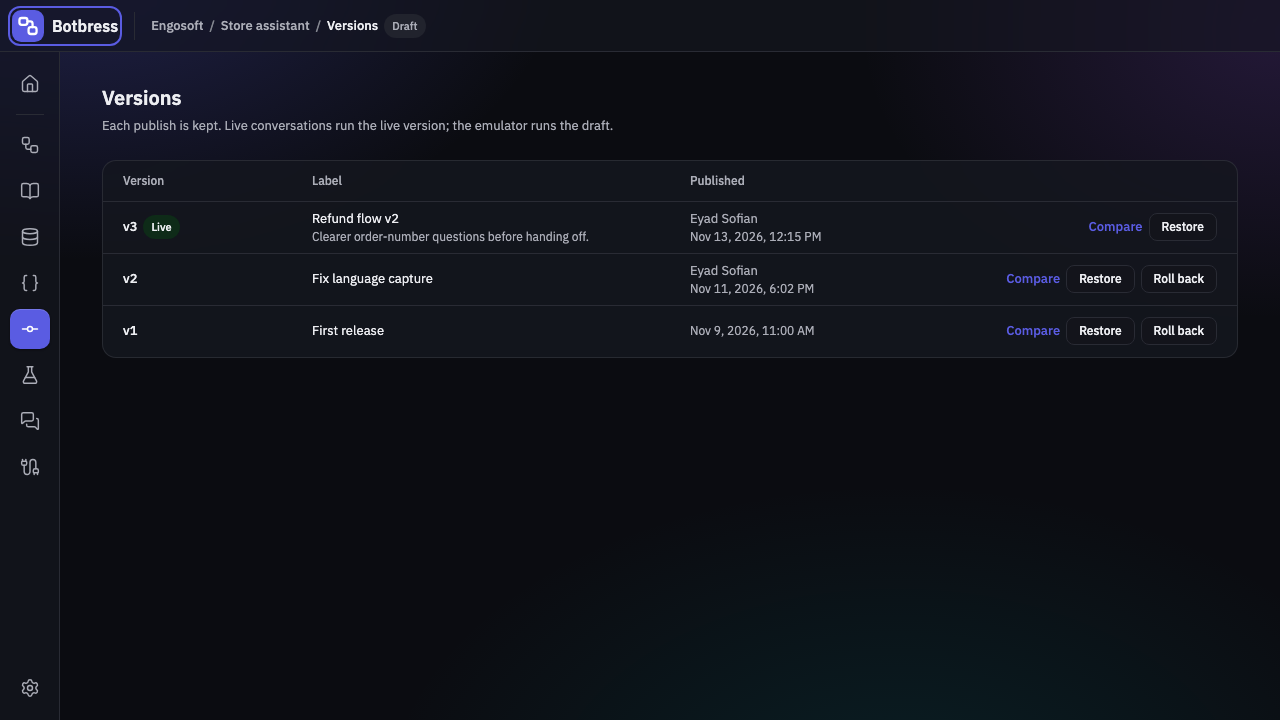 Botbress
Engosoft / Store assistant / Versions Draft
Versions
Each publish is kept. Live conversations run the live version; the emulator runs the draft.
Version Label Published
v3 Live Refund flow v2 Eyad Sofian Compare Restore
Clearer order-number questions before handing off. Nov 13, 2026, 12:15 PM
v2 Fix language capture Eyad Sofian Compare Restore Roll back
Nov 11, 2026, 6:02 PM
v1 First release Nov 9, 2026, 11:00 AM Compare Restore Roll back